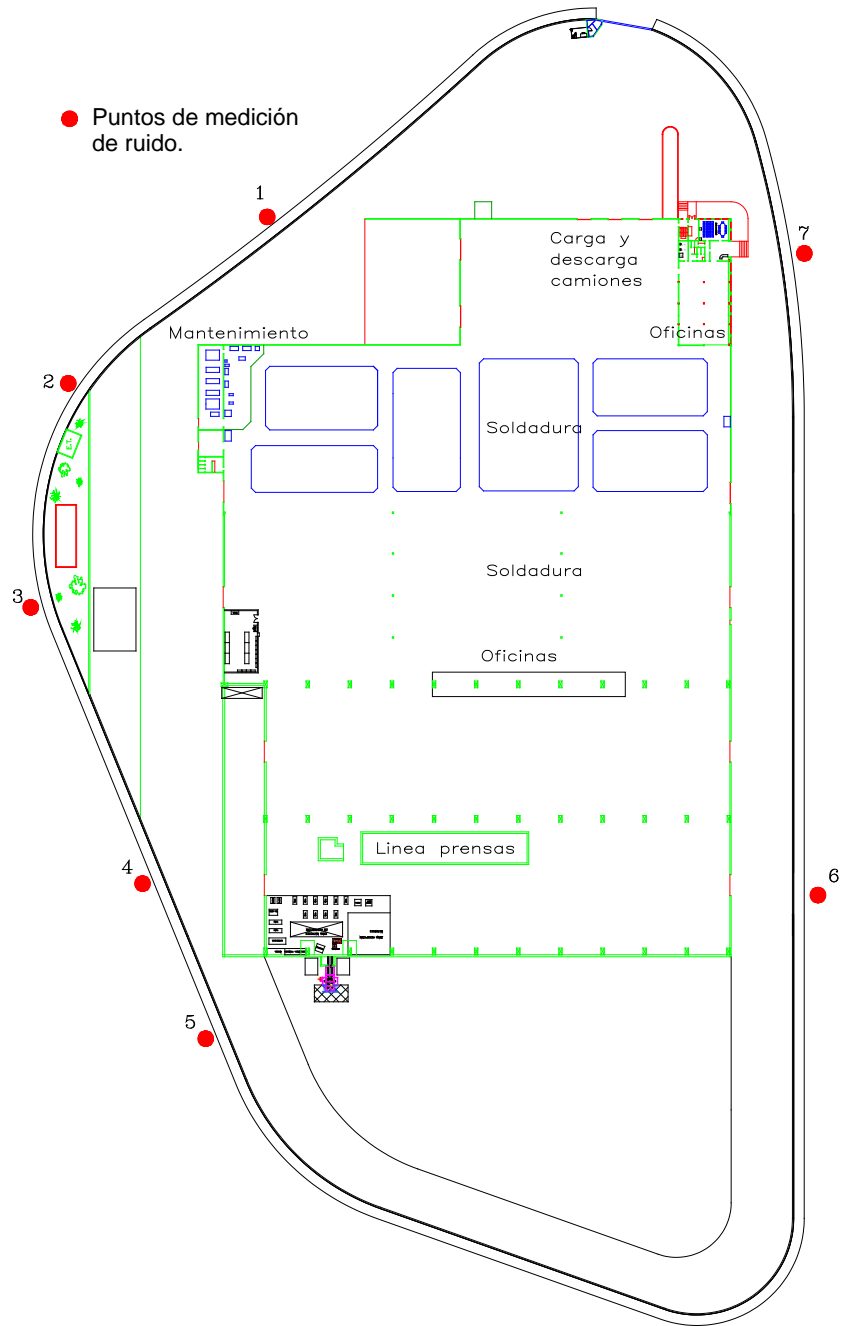 Puntos de medición
de ruido.
1
7
Carga y
descarga
camiones
Mantenimiento
Oficinas
2
Soldadura
Soldadura
3
Oficinas
Linea prensas
4
6
5